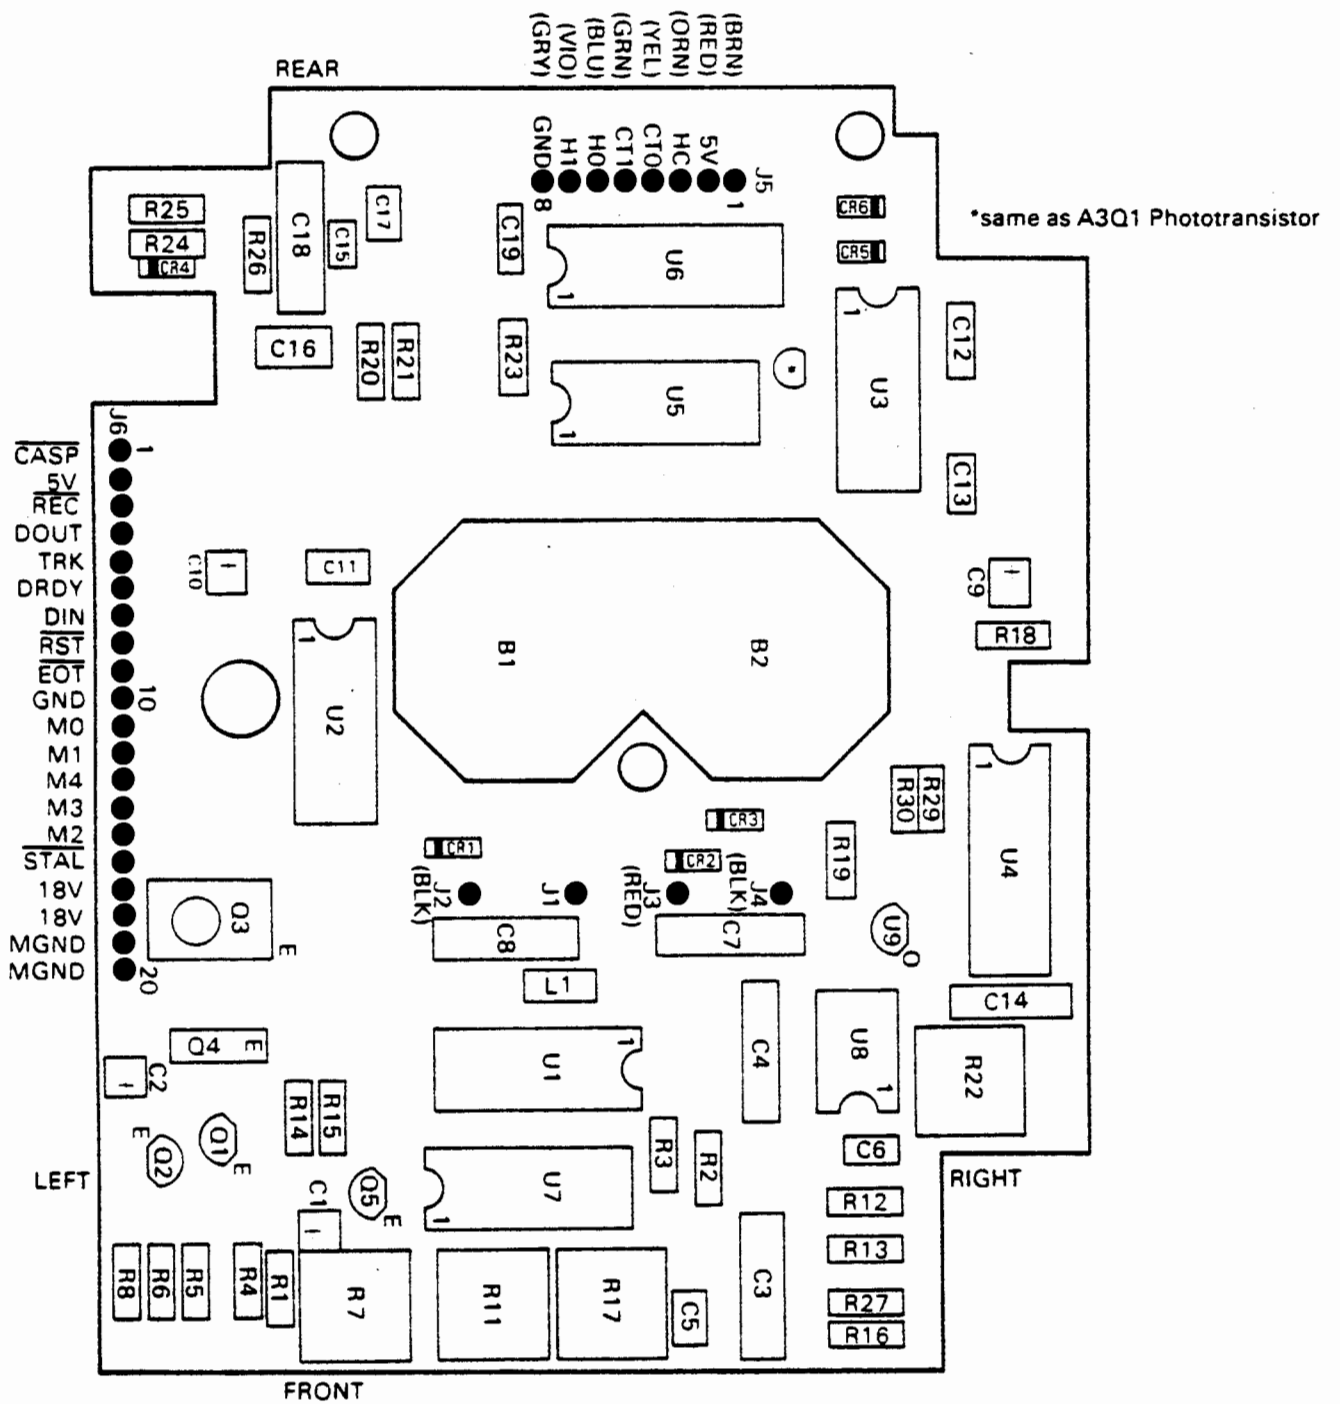 (GRY)
(VIO)
(BLU)
(GRN)
(YEL)
(ORN)
(RED)
(BRN)
REAR
GND
H1
H0
CT1
CT0
HC
5V
J5
8
1
R25
R24
CR4
R26
C18
C15
C17
C19
U6
1
CR6
CR5
*same as A3Q1 Phototransistor
C16
R20
R21
R23
U5
1
*
U3
1
C12
C13
J6
1
CASP
5V
REC
DOUT
TRK
DRDY
DIN
RST
EOT
GND
10
M0
M1
M4
M3
M2
STAL
18V
18V
MGND
MGND
20
C10
+
C11
U2
1
B1
B2
C9
+
R18
R30
R29
U4
1
CR3
CR1
CR2
R19
(BLK)
J2
J1
(RED)
J3
(BLK)
J4
Q3
E
C8
C7
U9
O
L1
C14
Q4
E
U1
1
C4
U8
1
R22
C2
+
R14
R15
Q2
E
Q1
E
R3
R2
C6
LEFT
C1
+
Q5
E
U7
1
R12
RIGHT
R13
R8
R6
R5
R4
R1
R7
R11
R17
C5
C3
R27
R16
FRONT